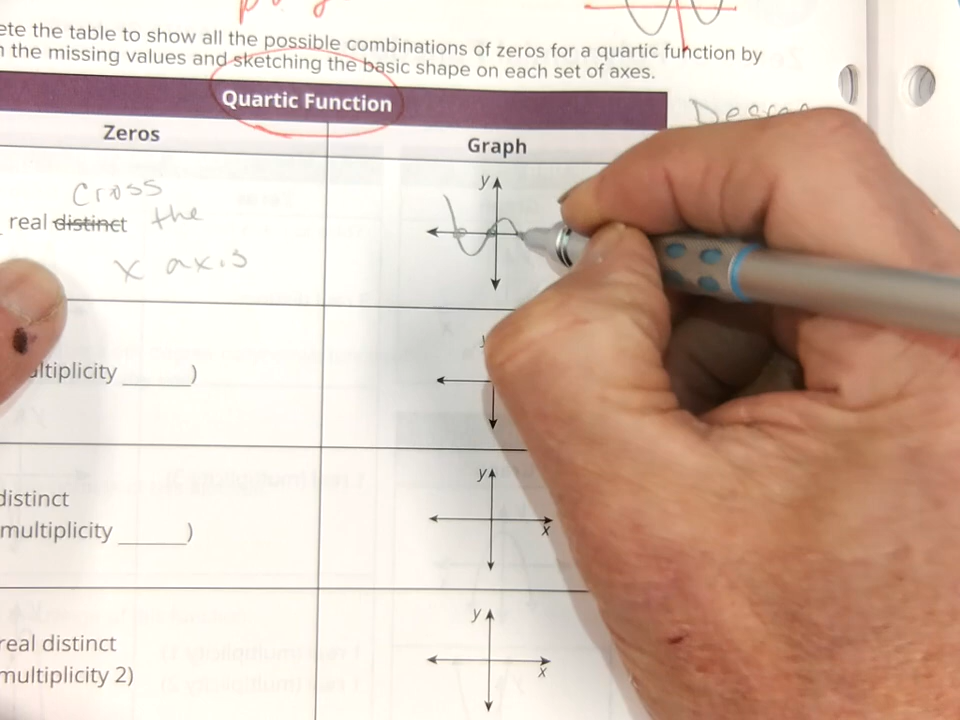 ete the table to show all the possible combinations of zeros for a quartic function by
the missing values and sketching the basic shape on each set of axes.
Quartic Function
Zeros
Graph
Cross
real distinct the
x axis
y
ultiplicity ______)
distinct
multiplicity ______)
y
x
real distinct
multiplicity 2)
y
x